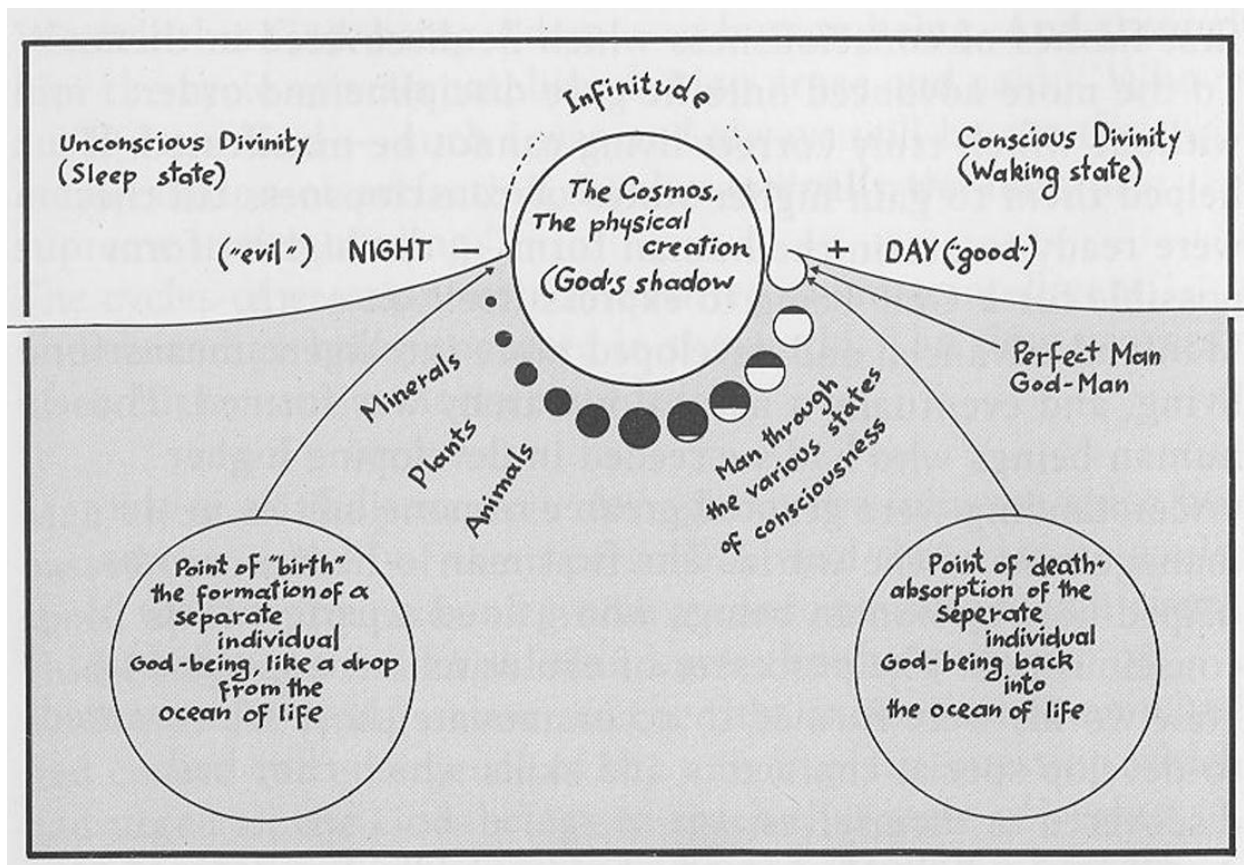 Infinitude
Unconscious Divinity
(Sleep state)
Conscious Divinity
(Waking state)
The Cosmos,
The physical
creation
(God's shadow
("evil") NIGHT -
+ DAY ("good")
Perfect Man
God-Man
Minerals
Plants
Animals
Man through
the various states
of consciousness
Point of "birth"
the formation of a
separate
individual
God-being, like a drop
From the
ocean of life
Point of "death"
absorption of the
Seperate
individual
God-being back
into
the ocean of life